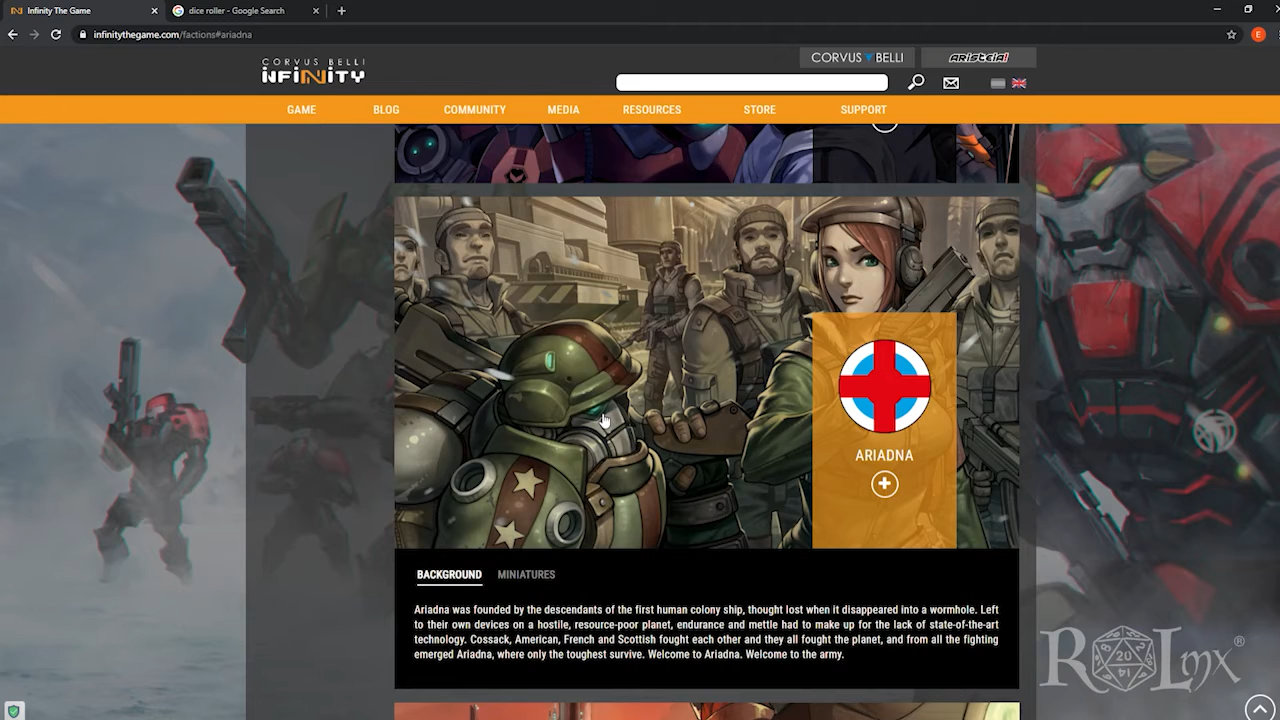 Infinity The Game
dice roller - Google Search
infinitythegame.com/factions#ariadna
E
CORVUS BELLI
INFINITY
CORVUS BELLI
ARISTEIA!
GAME
BLOG
COMMUNITY
MEDIA
RESOURCES
STORE
SUPPORT
ARIADNA
BACKGROUND
MINIATURES
Ariadna was founded by the descendants of the first human colony ship, thought lost when it disappeared into a wormhole. Left
to their own devices on a hostile, resource-poor planet, endurance and mettle had to make up for the lack of state-of-the-art
technology. Cossack, American, French and Scottish fought each other and they all fought the planet, and from all the fighting
emerged Ariadna, where only the toughest survive. Welcome to Ariadna. Welcome to the army.
ROLmx®
20